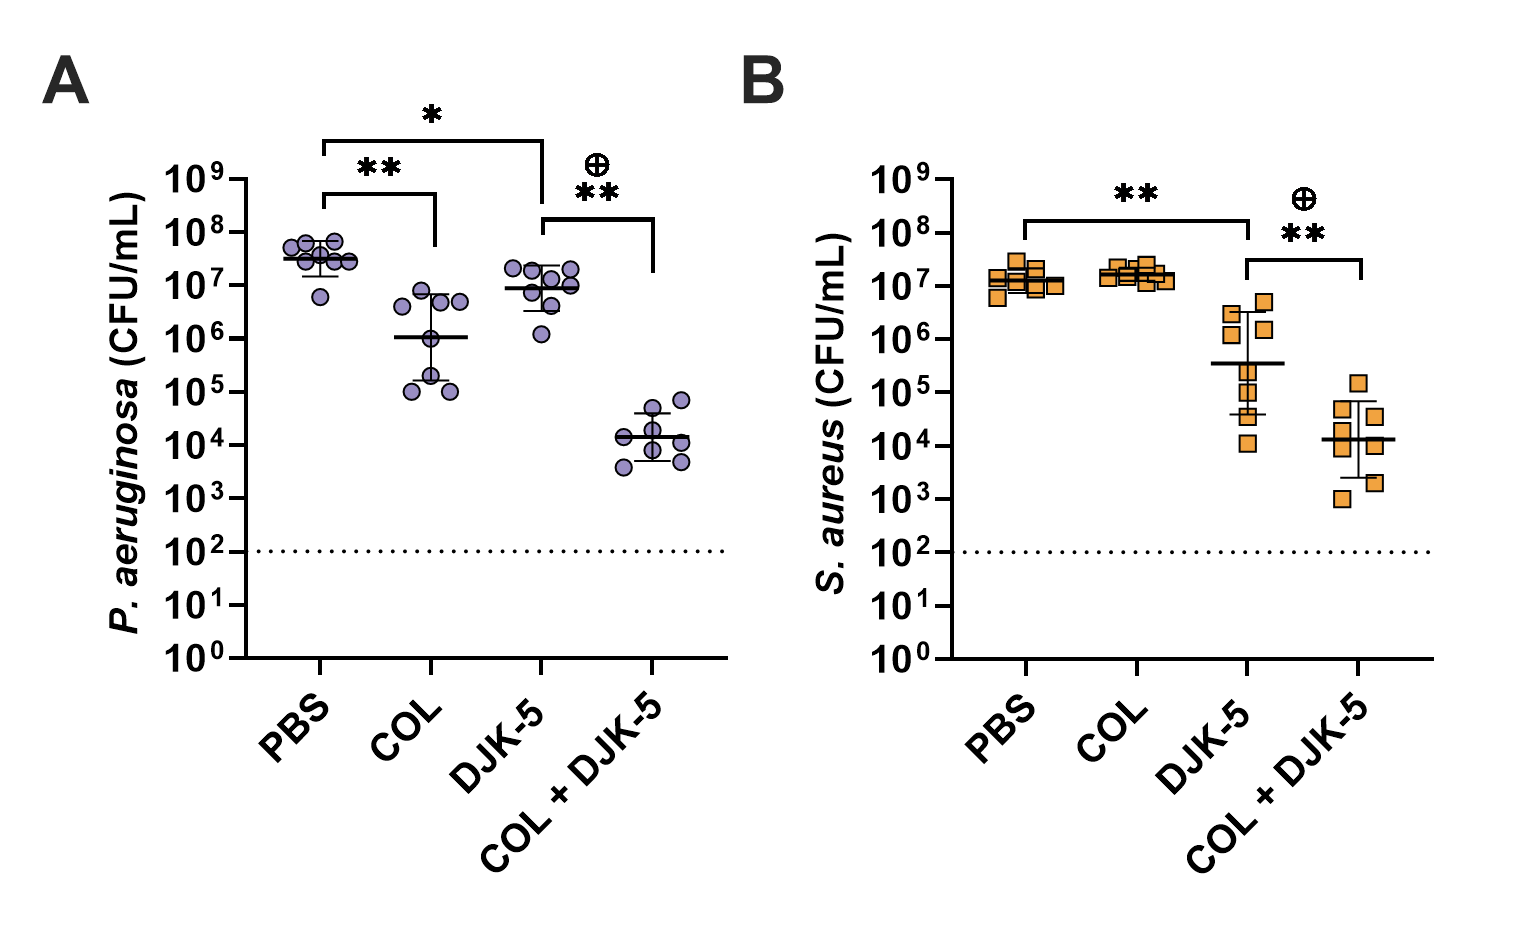 A
B
*
**
⊕
**
**
⊕
**
P. aeruginosa (CFU/mL)
10⁹
10⁸
10⁷
10⁶
10⁵
10⁴
10³
10²
10¹
10⁰
PBS
COL
DJK-5
COL + DJK-5
S. aureus (CFU/mL)
10⁹
10⁸
10⁷
10⁶
10⁵
10⁴
10³
10²
10¹
10⁰
PBS
COL
DJK-5
COL + DJK-5